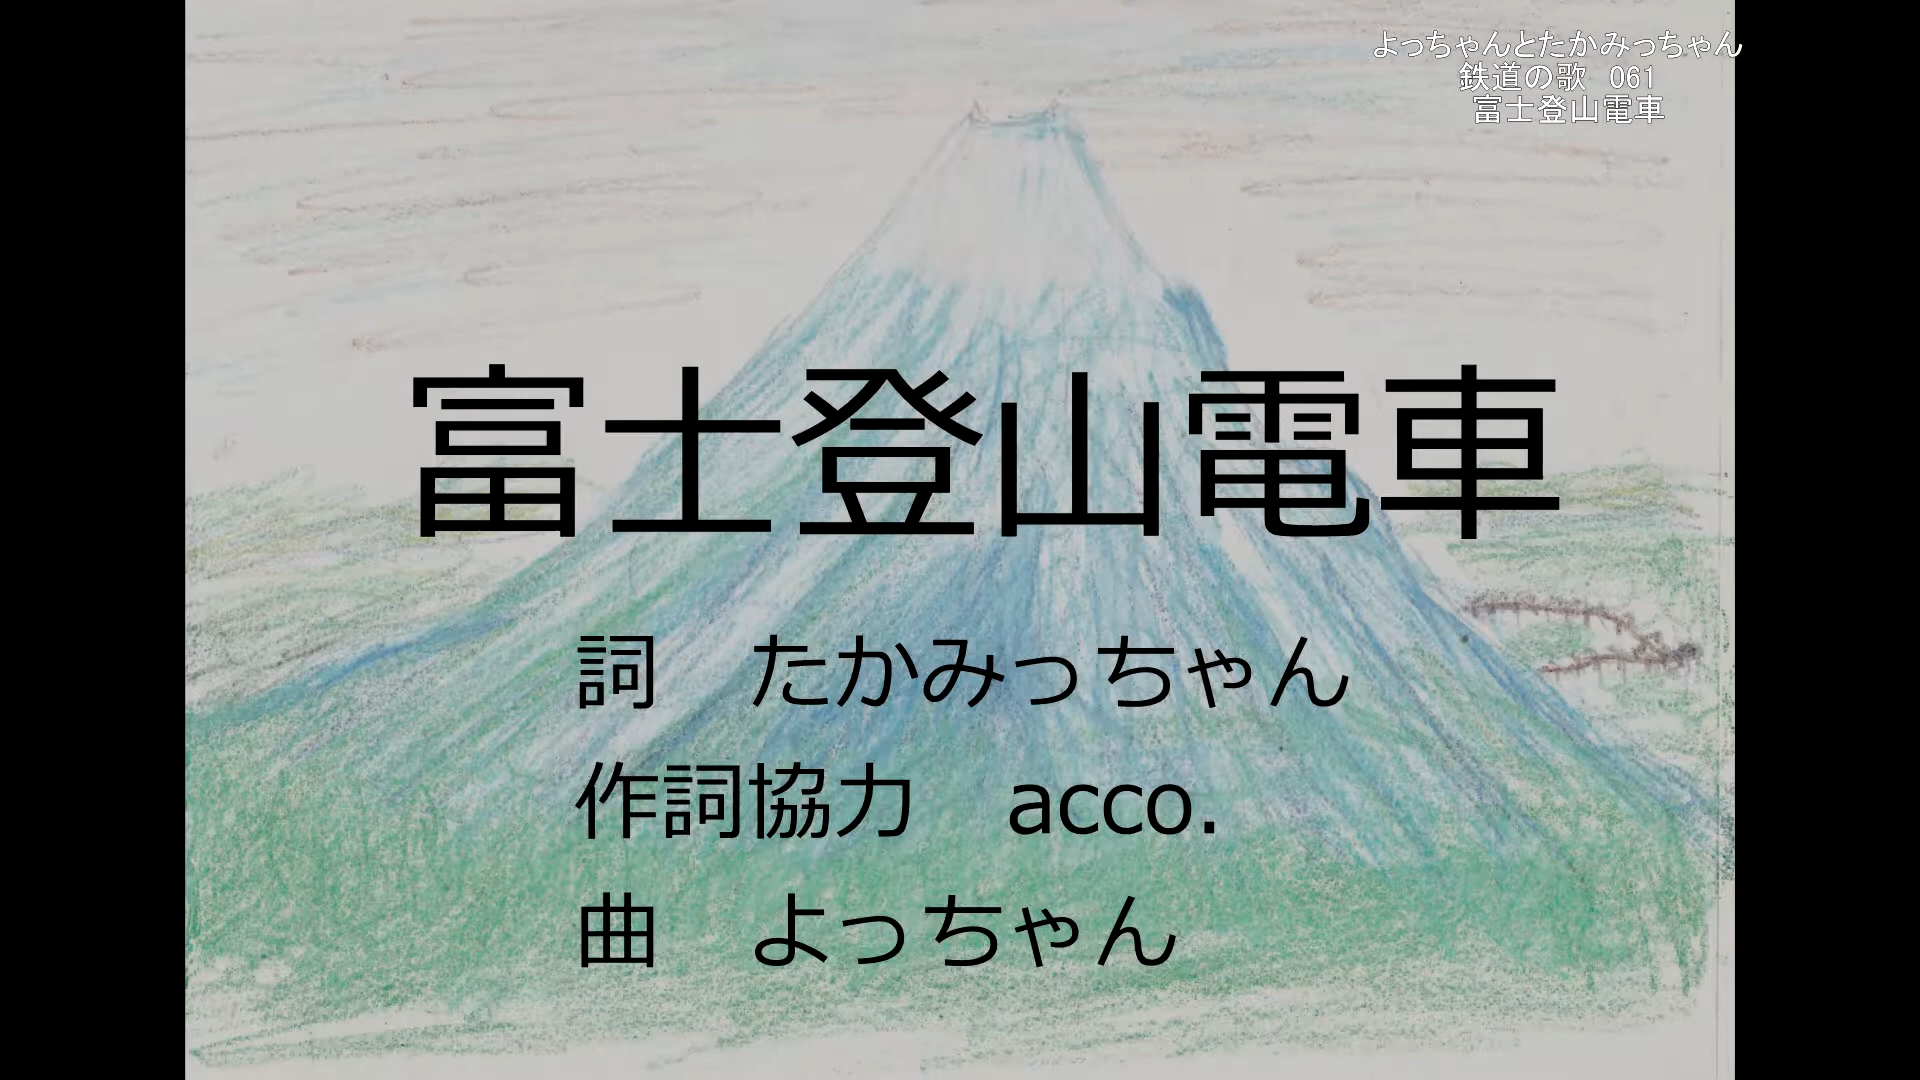 よっちゃんとたかみっちゃん
鉄道の歌　061
富士登山電車
富士登山電車
詞　たかみっちゃん
作詞協力　acco.
曲　よっちゃん